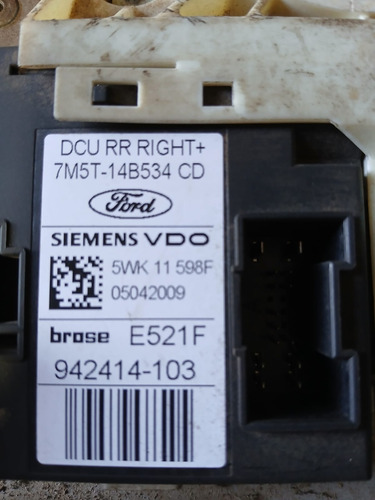 DCU RR RIGHT+
7M5T-14B534 CD
Ford
SIEMENS VDO
5WK 11 598F
05042009
brose E521F
942414-103